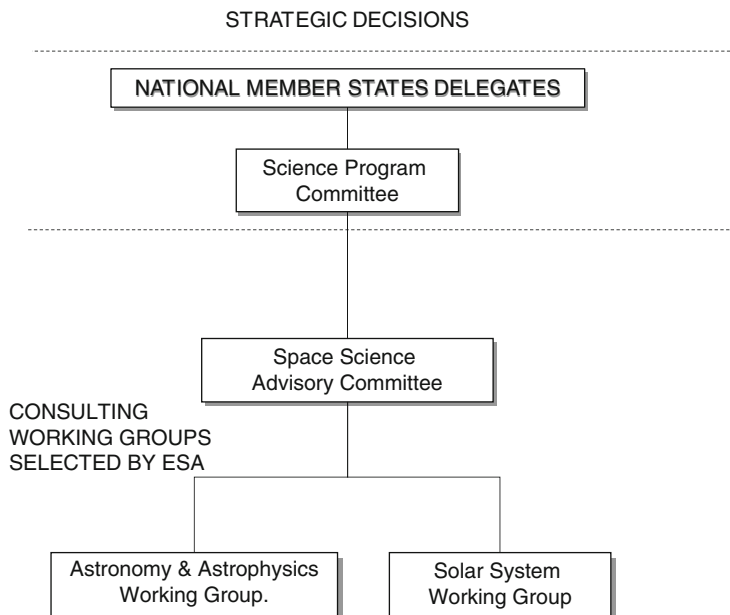 STRATEGIC DECISIONS
NATIONAL MEMBER STATES DELEGATES
Science Program
Committee
Space Science
Advisory Committee
CONSULTING
WORKING GROUPS
SELECTED BY ESA
Astronomy & Astrophysics
Working Group.
Solar System
Working Group